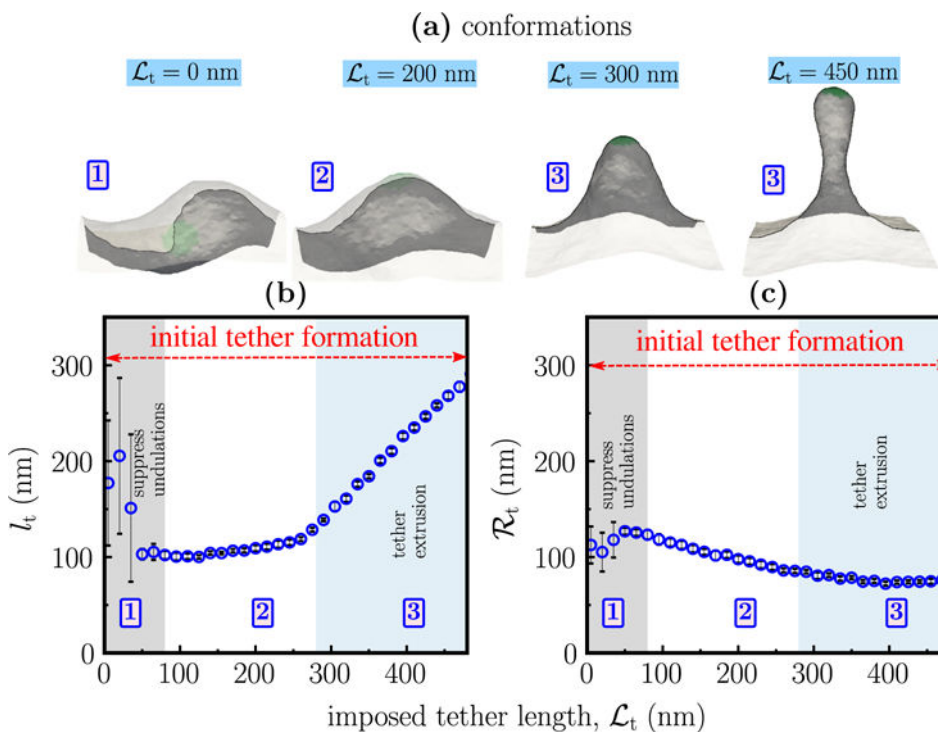 (a) conformations
𝓛t = 0 nm
𝓛t = 200 nm
𝓛t = 300 nm
𝓛t = 450 nm
1
2
3
3
(b)
(c)
initial tether formation
300
200
100
0
lt (nm)
suppress
undulations
tether
extrusion
1
2
3
0
100
200
300
400
initial tether formation
300
200
100
0
𝓡t (nm)
suppress
undulations
tether
extrusion
1
2
3
0
100
200
300
400
imposed tether length, 𝓛t (nm)